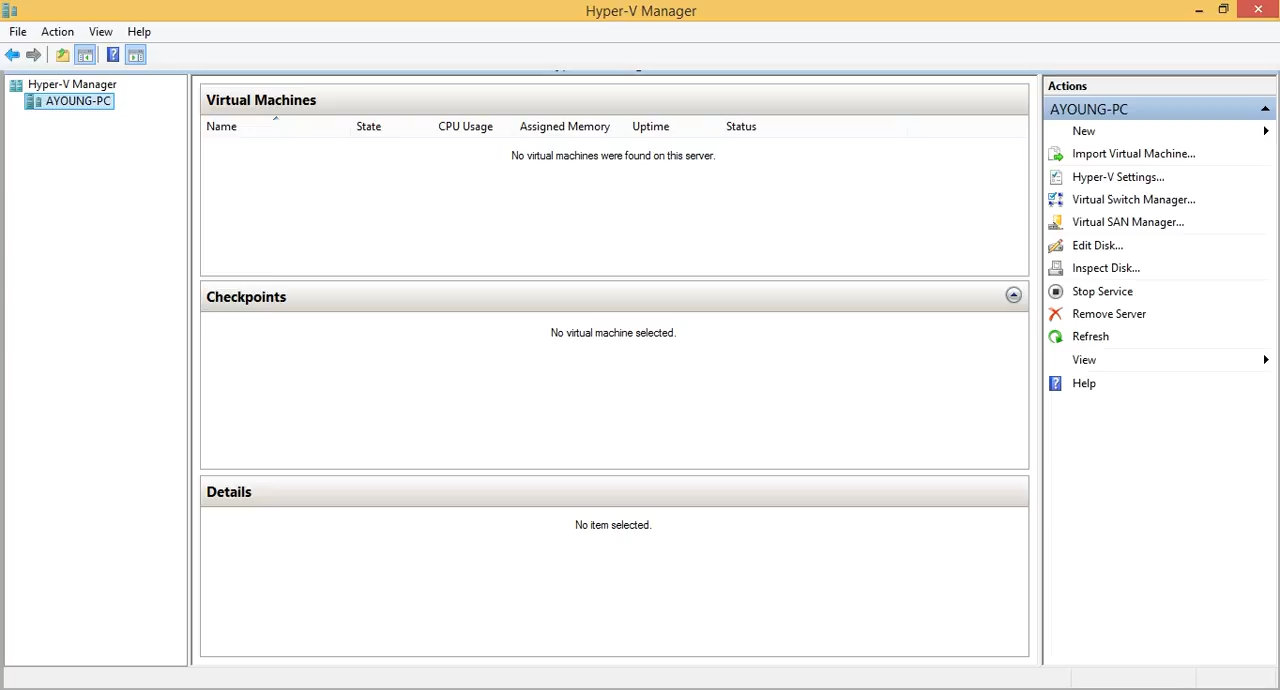 Hyper-V Manager
File Action View Help
Hyper-V Manager
AYOUNG-PC
Virtual Machines
Name State CPU Usage Assigned Memory Uptime Status
No virtual machines were found on this server.
Checkpoints
No virtual machine selected.
Details
No item selected.
Actions
AYOUNG-PC
New
Import Virtual Machine...
Hyper-V Settings...
Virtual Switch Manager...
Virtual SAN Manager...
Edit Disk...
Inspect Disk...
Stop Service
Remove Server
Refresh
View
Help